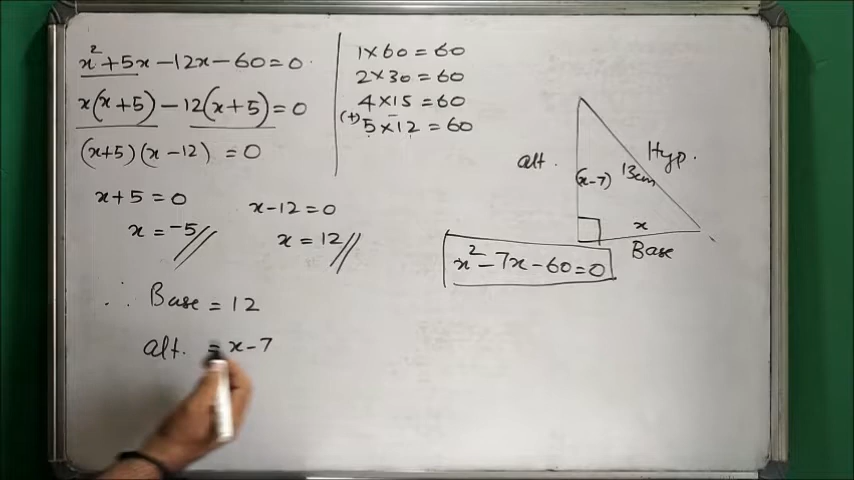 x² + 5x - 12x - 60 = 0
x(x + 5) - 12(x + 5) = 0
(x+5) (x - 12) = 0
x + 5 = 0
x = -5
x - 12 = 0
x = 12
∴ Base = 12
alt. = x - 7
1 × 60 = 60
2 × 30 = 60
4 × 15 = 60
(+) 5 × 12 = 60
alt.
(x-7)
13cm
Hyp.
x
Base
x² - 7x - 60 = 0